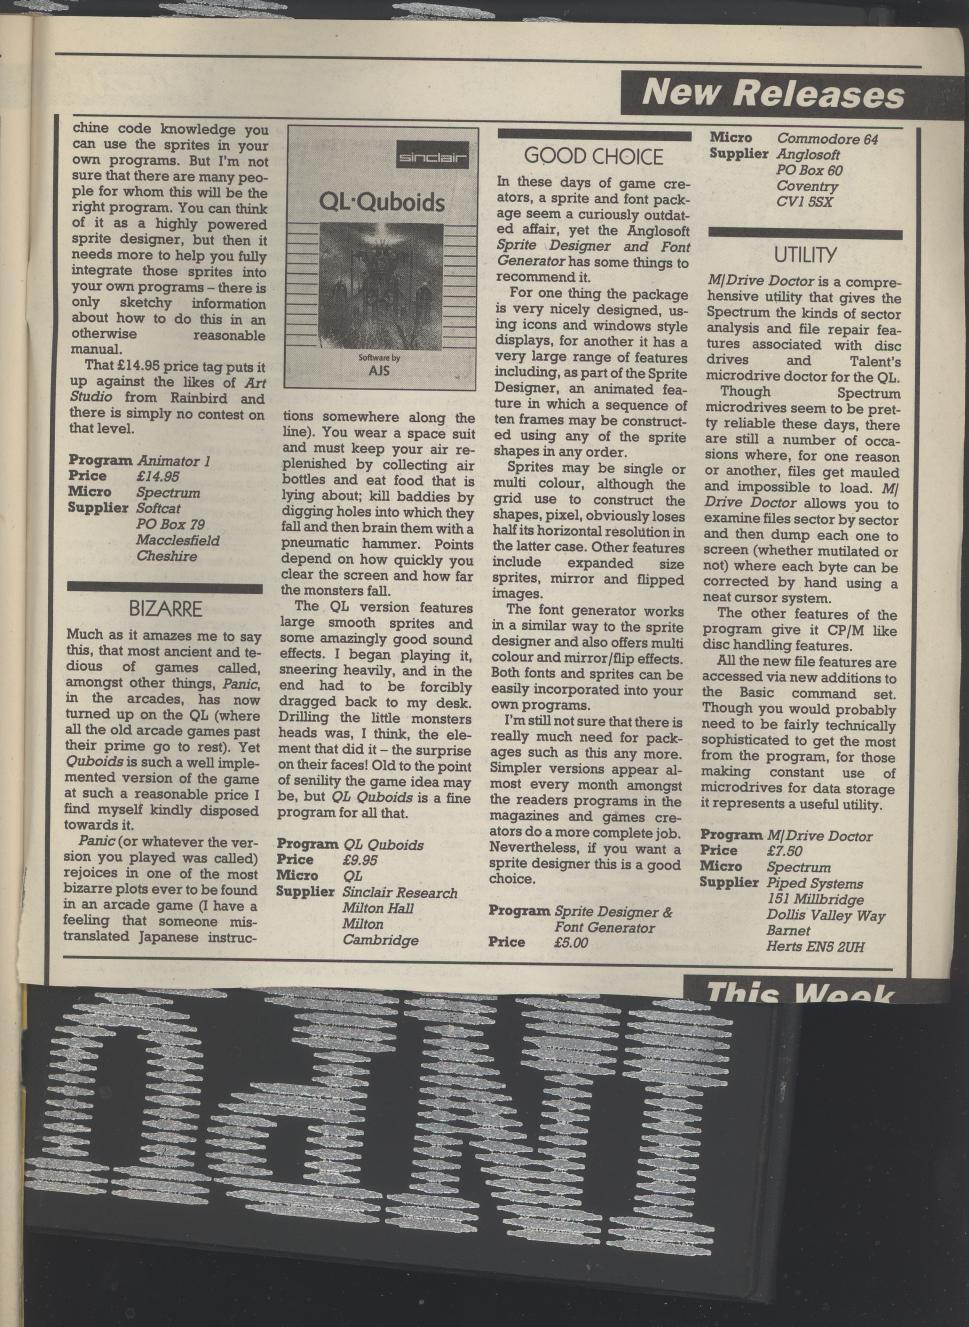 New Releases
chine code knowledge you
can use the sprites in your
own programs. But I'm not
sure that there are many peo-
ple for whom this will be the
right program. You can think
of it as a highly powered
sprite designer, but then it
needs more to help you fully
integrate those sprites into
your own programs – there is
only sketchy information
about how to do this in an
otherwise reasonable
manual.
That £14.95 price tag puts it
up against the likes of Art
Studio from Rainbird and
there is simply no contest on
that level.
Program Animator 1
Price £14.95
Micro Spectrum
Supplier Softcat
PO Box 79
Macclesfield
Cheshire
BIZARRE
Much as it amazes me to say
this, that most ancient and te-
dious of games called,
amongst other things, Panic,
in the arcades, has now
turned up on the QL (where
all the old arcade games past
their prime go to rest). Yet
Quboids is such a well imple-
mented version of the game
at such a reasonable price I
find myself kindly disposed
towards it.
Panic (or whatever the ver-
sion you played was called)
rejoices in one of the most
bizarre plots ever to be found
in an arcade game (I have a
feeling that someone mis-
translated Japanese instruc-
sinclair
QL·Quboids
Software by
AJS
tions somewhere along the
line). You wear a space suit
and must keep your air re-
plenished by collecting air
bottles and eat food that is
lying about; kill baddies by
digging holes into which they
fall and then brain them with a
pneumatic hammer. Points
depend on how quickly you
clear the screen and how far
the monsters fall.
The QL version features
large smooth sprites and
some amazingly good sound
effects. I began playing it,
sneering heavily, and in the
end had to be forcibly
dragged back to my desk.
Drilling the little monsters
heads was, I think, the ele-
ment that did it – the surprise
on their faces! Old to the point
of senility the game idea may
be, but QL Quboids is a fine
program for all that.
Program QL Quboids
Price £9.95
Micro QL
Supplier Sinclair Research
Milton Hall
Milton
Cambridge
GOOD CHOICE
In these days of game cre-
ators, a sprite and font pack-
age seem a curiously outdat-
ed affair, yet the Anglosoft
Sprite Designer and Font
Generator has some things to
recommend it.
For one thing the package
is very nicely designed, us-
ing icons and windows style
displays, for another it has a
very large range of features
including, as part of the Sprite
Designer, an animated fea-
ture in which a sequence of
ten frames may be construct-
ed using any of the sprite
shapes in any order.
Sprites may be single or
multi colour, although the
grid use to construct the
shapes, pixel, obviously loses
half its horizontal resolution in
the latter case. Other features
include expanded size
sprites, mirror and flipped
images.
The font generator works
in a similar way to the sprite
designer and also offers multi
colour and mirror/flip effects.
Both fonts and sprites can be
easily incorporated into your
own programs.
I'm still not sure that there is
really much need for pack-
ages such as this any more.
Simpler versions appear al-
most every month amongst
the readers programs in the
magazines and games cre-
ators do a more complete job.
Nevertheless, if you want a
sprite designer this is a good
choice.
Program Sprite Designer &
Font Generator
Price £5.00
Micro Commodore 64
Supplier Anglosoft
PO Box 60
Coventry
CV1 5SX
UTILITY
M/Drive Doctor is a compre-
hensive utility that gives the
Spectrum the kinds of sector
analysis and file repair fea-
tures associated with disc
drives and Talent's
microdrive doctor for the QL.
Though Spectrum
microdrives seem to be pret-
ty reliable these days, there
are still a number of occa-
sions where, for one reason
or another, files get mauled
and impossible to load. M/
Drive Doctor allows you to
examine files sector by sector
and then dump each one to
screen (whether mutilated or
not) where each byte can be
corrected by hand using a
neat cursor system.
The other features of the
program give it CP/M like
disc handling features.
All the new file features are
accessed via new additions to
the Basic command set.
Though you would probably
need to be fairly technically
sophisticated to get the most
from the program, for those
making constant use of
microdrives for data storage
it represents a useful utility.
Program M/Drive Doctor
Price £7.50
Micro Spectrum
Supplier Piped Systems
151 Millbridge
Dollis Valley Way
Barnet
Herts EN5 2UH
This Week